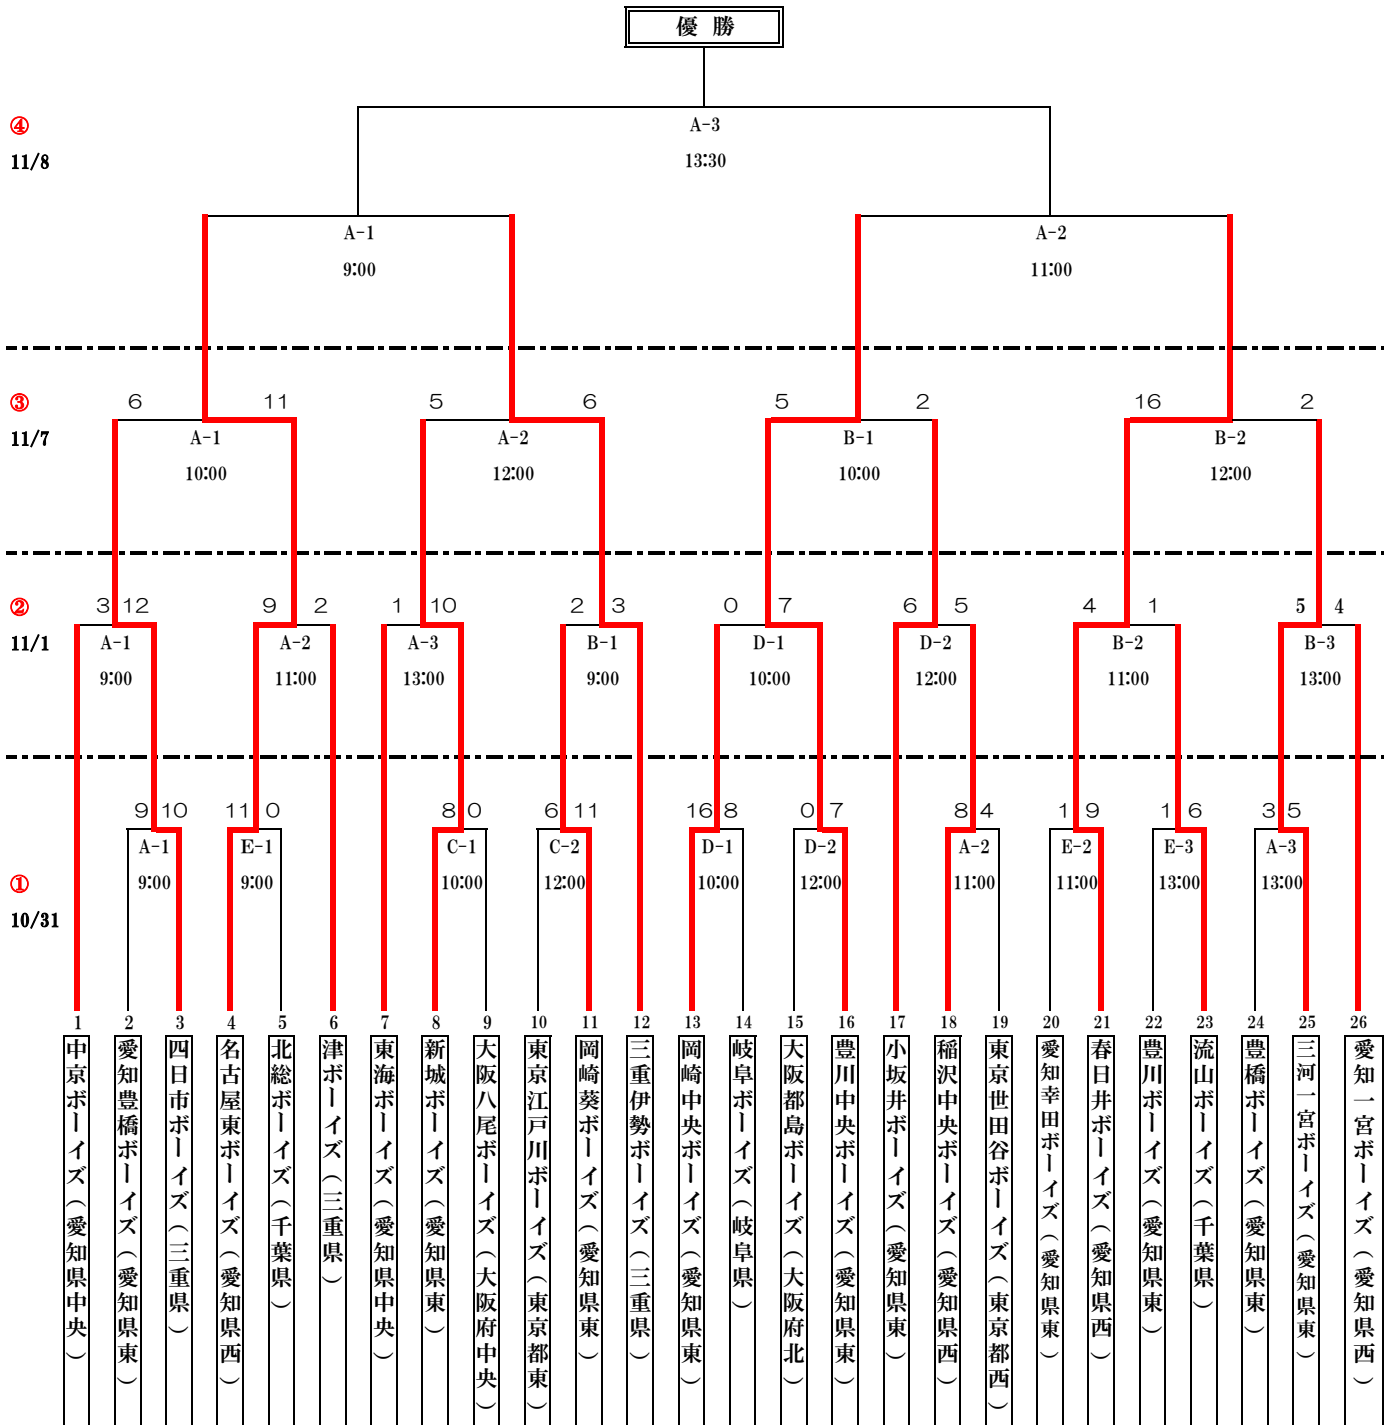 優 勝
④
A-3
11/8
13:30
A-1
A-2
9:00
11:00
③
6 11 5 6 5 2 16 2
11/7
A-1 A-2 B-1 B-2
10:00 12:00 10:00 12:00
②
3 12 9 2 1 10 2 3 0 7 6 5 4 1 5 4
11/1
A-1 A-2 A-3 B-1 D-1 D-2 B-2 B-3
9:00 11:00 13:00 9:00 10:00 12:00 11:00 13:00
9 10 11 0 8 0 6 11 16 8 0 7 8 4 1 9 1 6 3 5
A-1 E-1 C-1 C-2 D-1 D-2 A-2 E-2 E-3 A-3
①
9:00 9:00 10:00 12:00 10:00 12:00 11:00 11:00 13:00 13:00
10/31
1 2 3 4 5 6 7 8 9 10 11 12 13 14 15 16 17 18 19 20 21 22 23 24 25 26
中京ボーイズ（愛知県中央）
愛知豊橋ボーイズ（愛知県東）
四日市ボーイズ（三重県）
名古屋東ボーイズ（愛知県西）
北総ボーイズ（千葉県）
津ボーイズ（三重県）
東海ボーイズ（愛知県中央）
新城ボーイズ（愛知県東）
大阪八尾ボーイズ（大阪府中央）
東京江戸川ボーイズ（東京都東）
岡崎葵ボーイズ（愛知県東）
三重伊勢ボーイズ（三重県）
岡崎中央ボーイズ（愛知県東）
岐阜ボーイズ（岐阜県）
大阪都島ボーイズ（大阪府北）
豊川中央ボーイズ（愛知県東）
小坂井ボーイズ（愛知県東）
稲沢中央ボーイズ（愛知県西）
東京世田谷ボーイズ（東京都西）
愛知幸田ボーイズ（愛知県東）
春日井ボーイズ（愛知県西）
豊川ボーイズ（愛知県東）
流山ボーイズ（千葉県）
豊橋ボーイズ（愛知県東）
三河一宮ボーイズ（愛知県東）
愛知一宮ボーイズ（愛知県西）